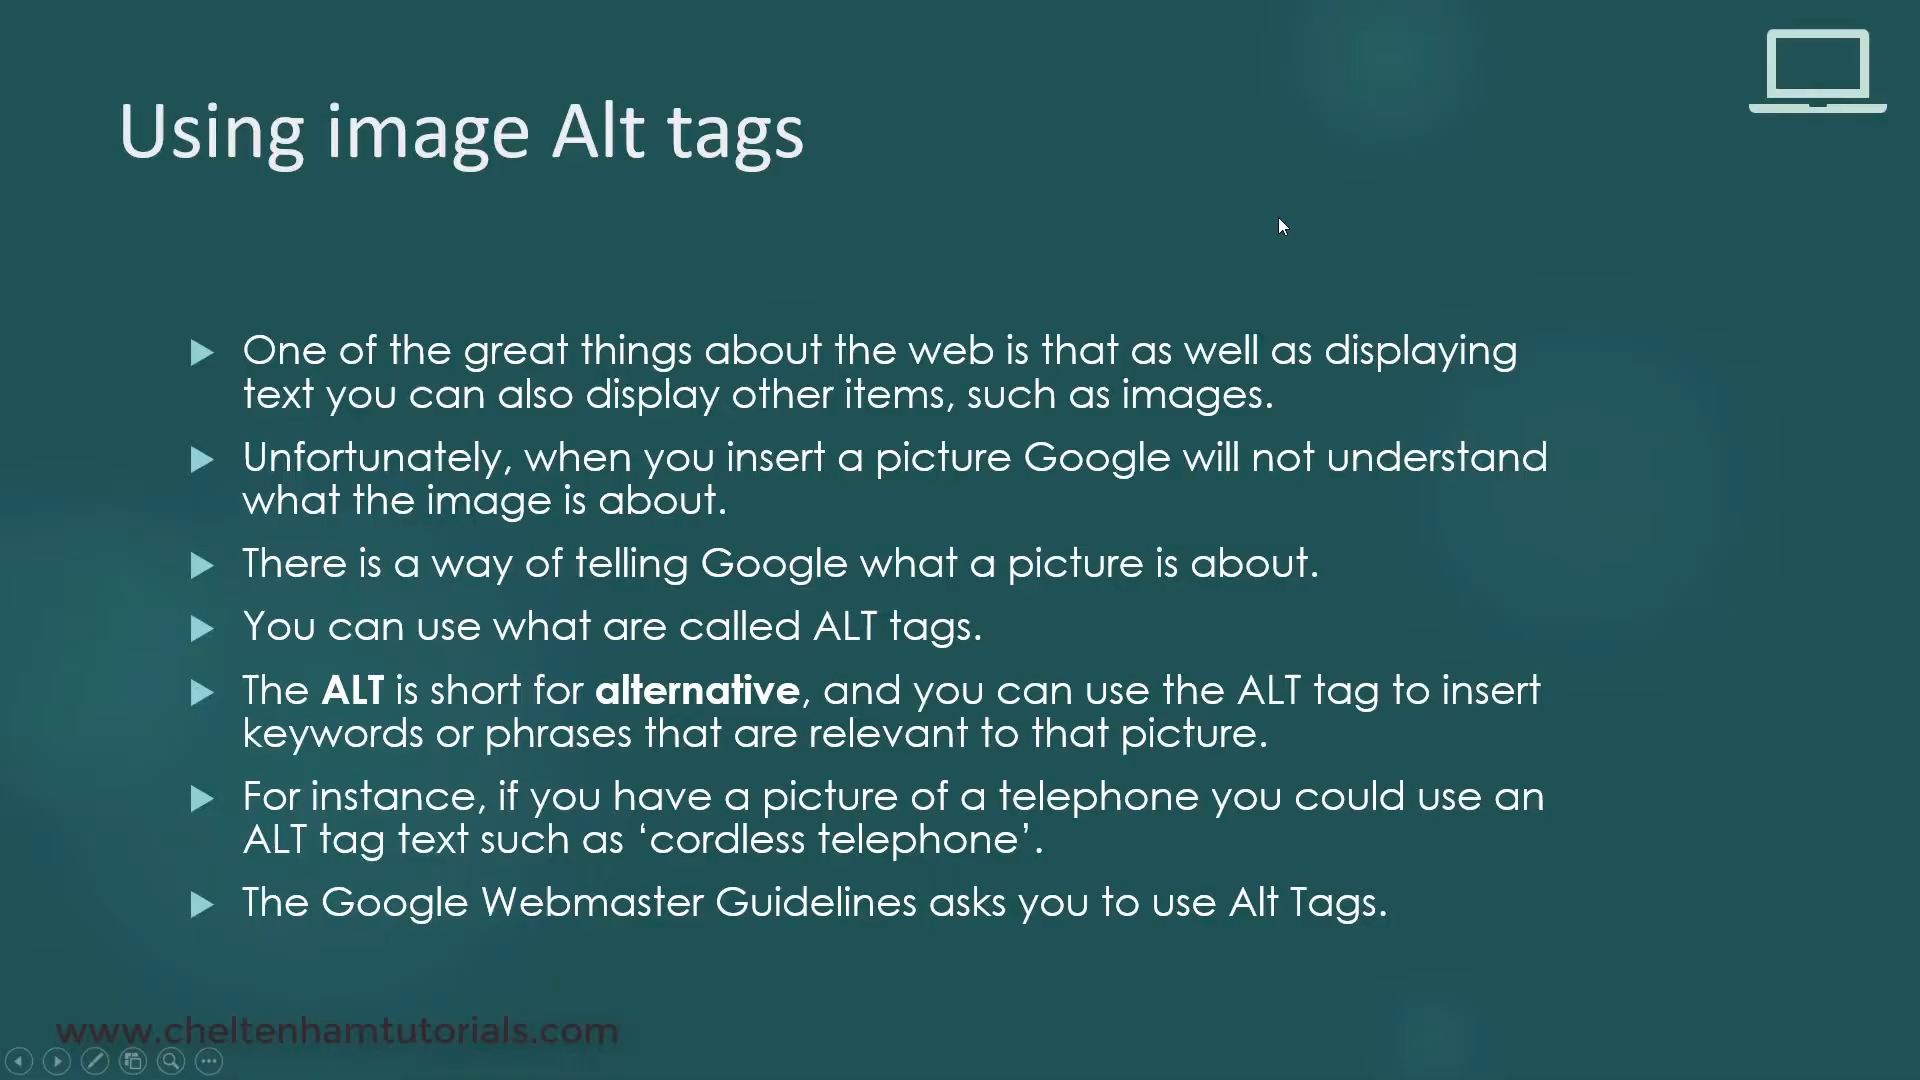 Using image Alt tags
One of the great things about the web is that as well as displaying
text you can also display other items, such as images.
Unfortunately, when you insert a picture Google will not understand
what the image is about.
There is a way of telling Google what a picture is about.
You can use what are called ALT tags.
The ALT is short for alternative, and you can use the ALT tag to insert
keywords or phrases that are relevant to that picture.
For instance, if you have a picture of a telephone you could use an
ALT tag text such as ‘cordless telephone’.
The Google Webmaster Guidelines asks you to use Alt Tags.
www.cheltenhamtutorials.com